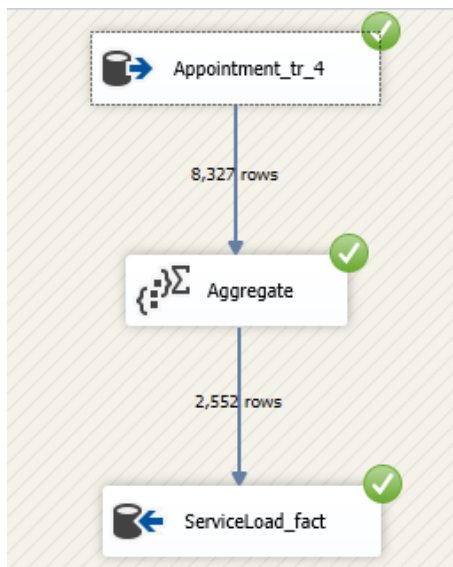 Appointment_tr_4
8,327 rows
Aggregate
2,552 rows
ServiceLoad_fact